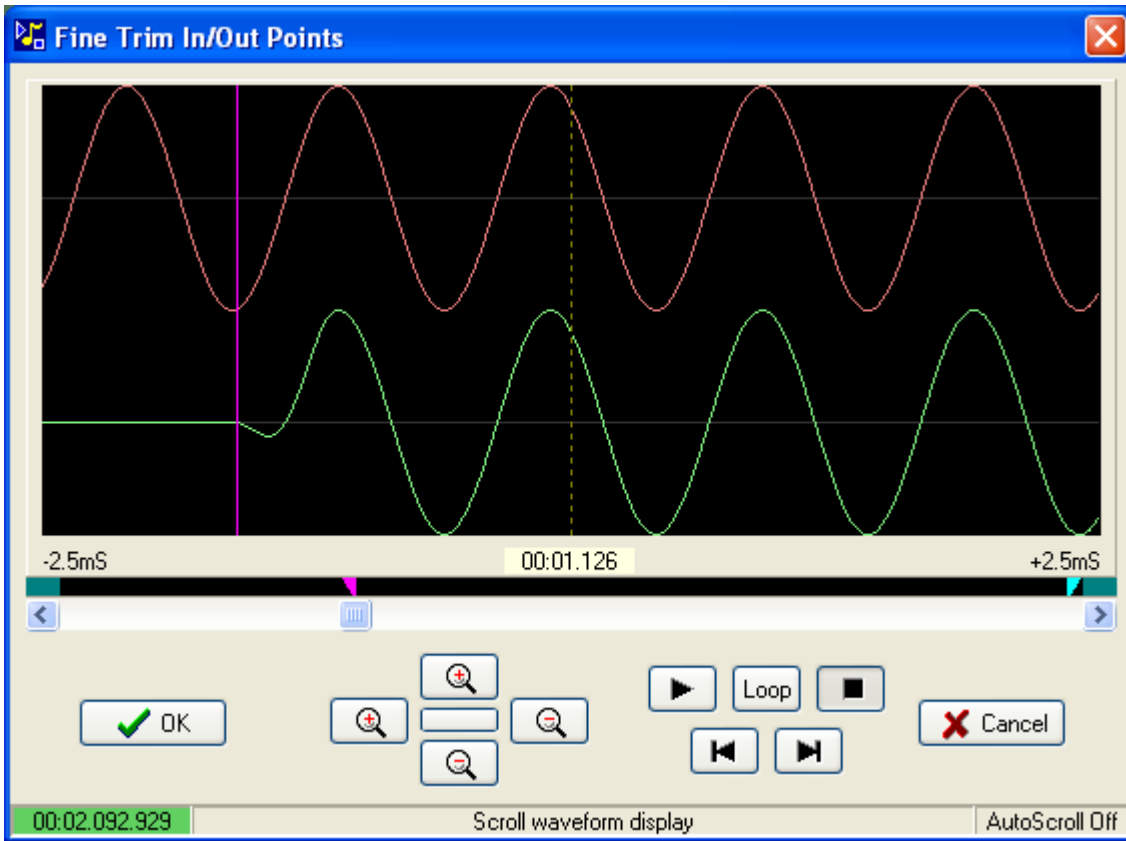 Fine Trim In/Out Points
-2.5mS 00:01.126 +2.5mS
OK
Loop
Cancel
00:02.092.929 Scroll waveform display AutoScroll Off